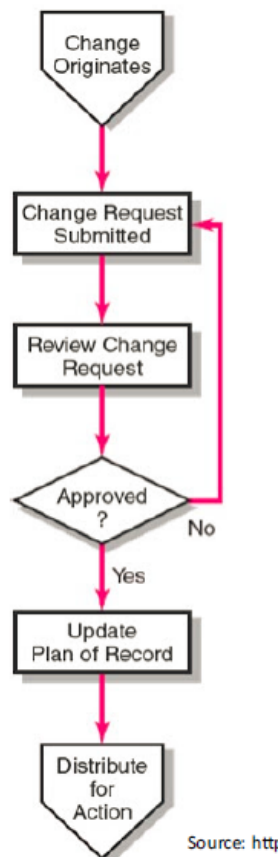 Change
Originates
Change Request
Submitted
Review Change
Request
Approved
?
No
Yes
Update
Plan of Record
Distribute
for
Action
Source: http